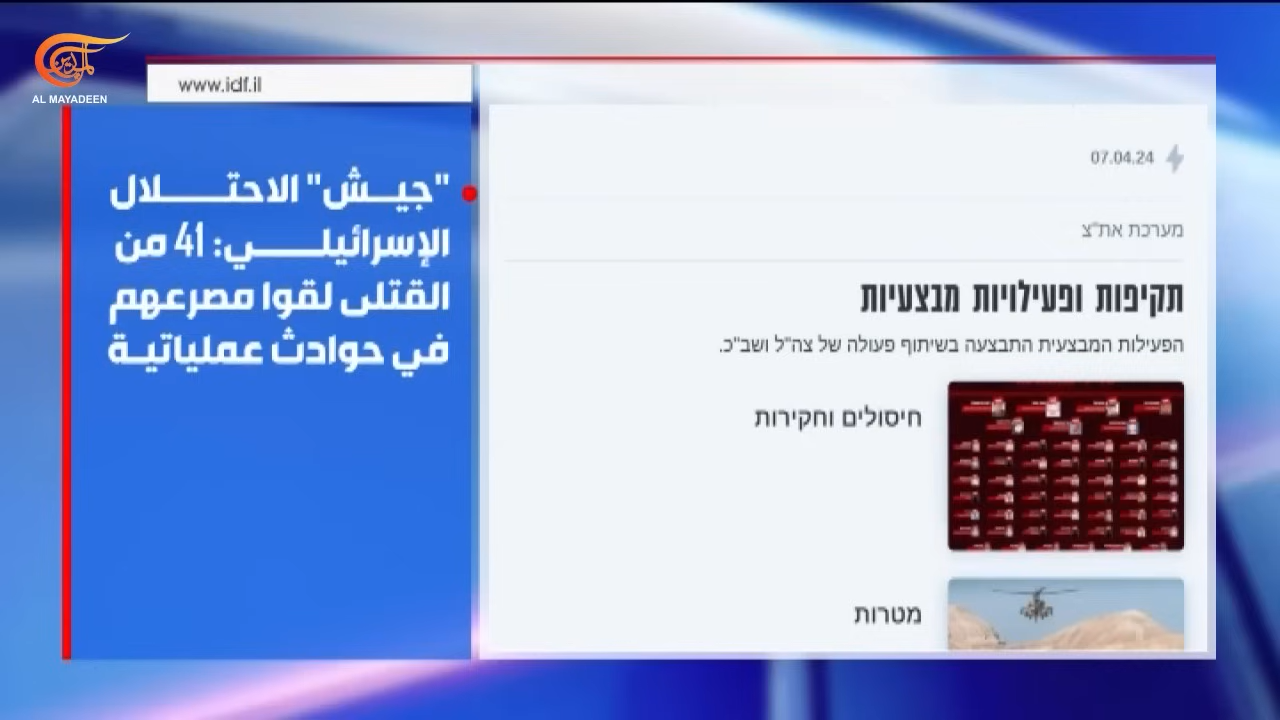 AL MAYADEEN
www.idf.il
"جيش" الاحتلال
الإسرائيلي: 41 من
القتلى لقوا مصرعهم
في حوادث عملياتية
07.04.24
מערכת את"צ
תקיפות ופעילויות מבצעיות
הפעילות המבצעית התבצעה בשיתוף פעולה של צה"ל ושב"כ.
חיסולים וחקירות
מטרות